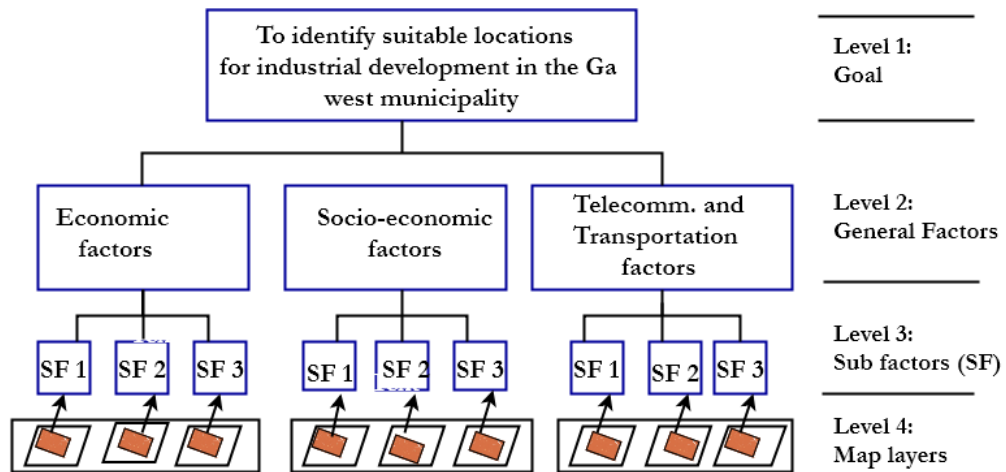 To identify suitable locations
for industrial development in the Ga
west municipality
Level 1:
Goal
Economic
factors
Socio-economic
factors
Telecomm. and
Transportation
factors
Level 2:
General Factors
SF 1
SF 2
SF 3
SF 1
SF 2
SF 3
SF 1
SF 2
SF 3
Level 3:
Sub factors (SF)
Level 4:
Map layers